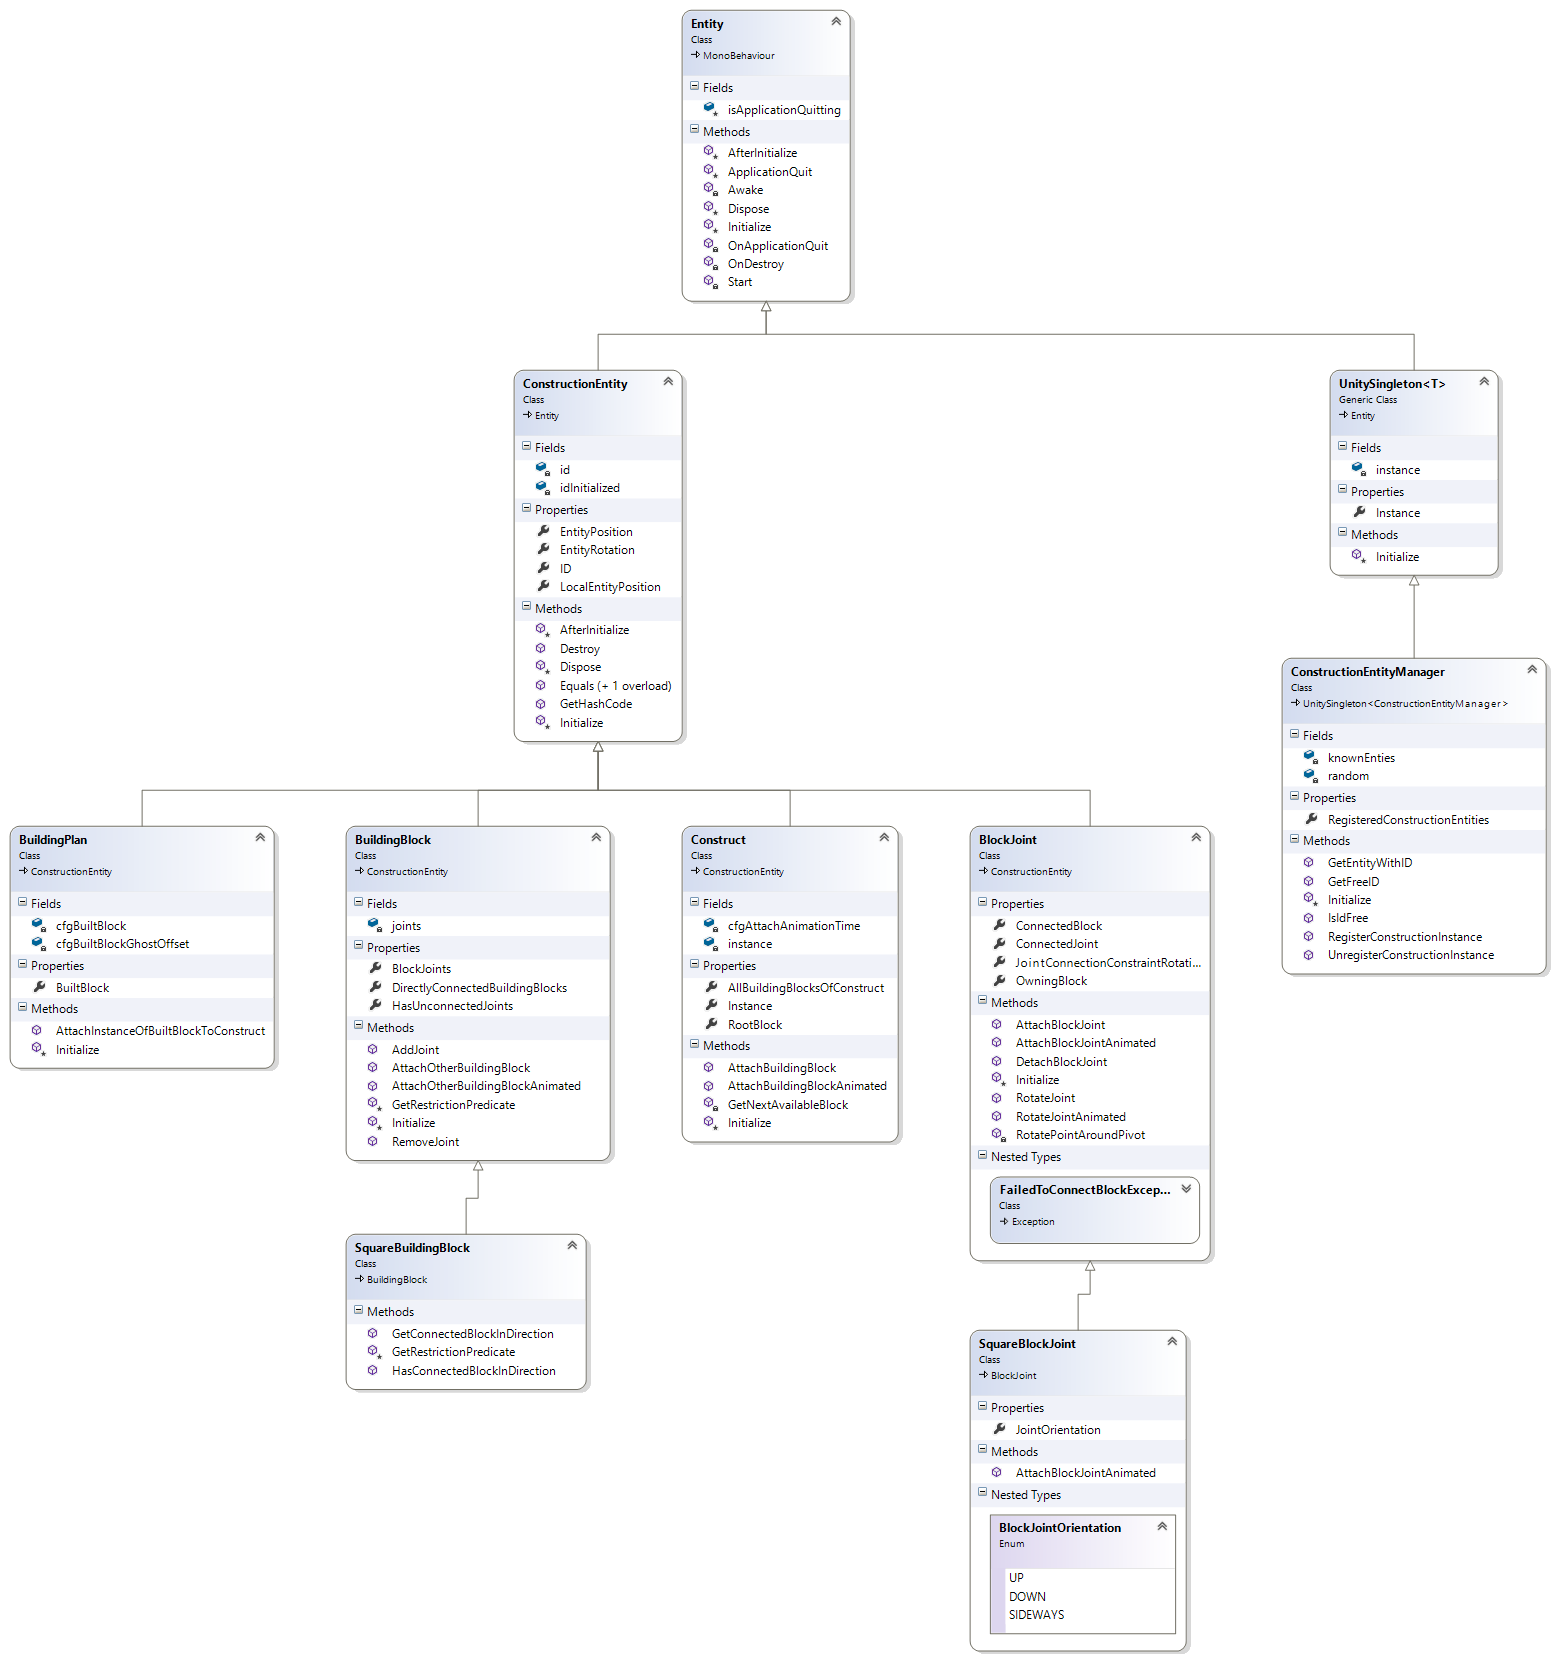 Entity
Class
MonoBehaviour
Fields
isApplicationQuitting
Methods
AfterInitialize
ApplicationQuit
Awake
Dispose
Initialize
OnApplicationQuit
OnDestroy
Start
ConstructionEntity
Class
Entity
Fields
id
idInitialized
Properties
EntityPosition
EntityRotation
ID
LocalEntityPosition
Methods
AfterInitialize
Destroy
Dispose
Equals (+ 1 overload)
GetHashCode
Initialize
UnitySingleton<T>
Generic Class
Entity
Fields
instance
Properties
Instance
Methods
Initialize
ConstructionEntityManager
Class
UnitySingleton<ConstructionEntityManager>
Fields
knownEnties
random
Properties
RegisteredConstructionEntities
Methods
GetEntityWithID
GetFreeID
Initialize
IsIdFree
RegisterConstructionInstance
UnregisterConstructionInstance
BuildingPlan
Class
ConstructionEntity
Fields
cfgBuiltBlock
cfgBuiltBlockGhostOffset
Properties
BuiltBlock
Methods
AttachInstanceOfBuiltBlockToConstruct
Initialize
BuildingBlock
Class
ConstructionEntity
Fields
joints
Properties
BlockJoints
DirectlyConnectedBuildingBlocks
HasUnconnectedJoints
Methods
AddJoint
AttachOtherBuildingBlock
AttachOtherBuildingBlockAnimated
GetRestrictionPredicate
Initialize
RemoveJoint
Construct
Class
ConstructionEntity
Fields
cfgAttachAnimationTime
instance
Properties
AllBuildingBlocksOfConstruct
Instance
RootBlock
Methods
AttachBuildingBlock
AttachBuildingBlockAnimated
GetNextAvailableBlock
Initialize
BlockJoint
Class
ConstructionEntity
Properties
ConnectedBlock
ConnectedJoint
JointConnectionConstraintRotati...
OwningBlock
Methods
AttachBlockJoint
AttachBlockJointAnimated
DetachBlockJoint
Initialize
RotateJoint
RotateJointAnimated
RotatePointAroundPivot
Nested Types
FailedToConnectBlockExcep...
Class
Exception
SquareBuildingBlock
Class
BuildingBlock
Methods
GetConnectedBlockInDirection
GetRestrictionPredicate
HasConnectedBlockInDirection
SquareBlockJoint
Class
BlockJoint
Properties
JointOrientation
Methods
AttachBlockJointAnimated
Nested Types
BlockJointOrientation
Enum
UP
DOWN
SIDEWAYS